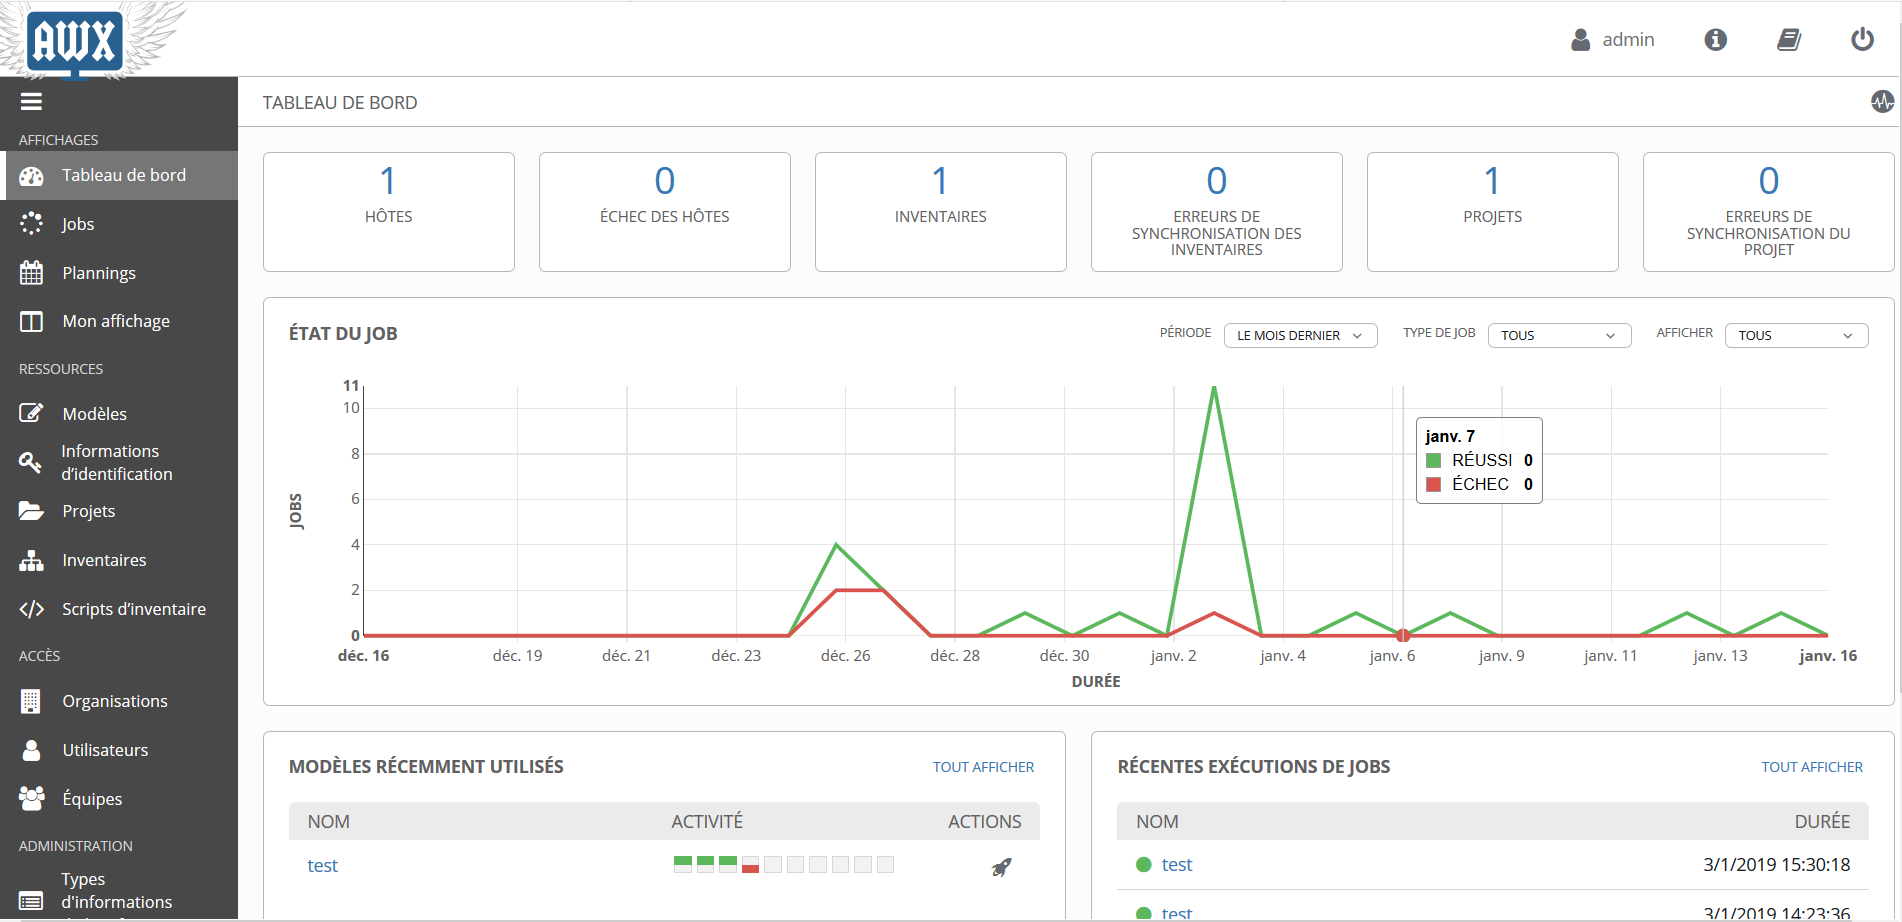 AWX
admin
TABLEAU DE BORD
AFFICHAGES
Tableau de bord
Jobs
Plannings
Mon affichage
RESSOURCES
Modèles
Informations
d’identification
Projets
Inventaires
Scripts d’inventaire
ACCÈS
Organisations
Utilisateurs
Équipes
ADMINISTRATION
Types
d'informations
1
HÔTES
0
ÉCHEC DES HÔTES
1
INVENTAIRES
0
ERREURS DE
SYNCHRONISATION DES
INVENTAIRES
1
PROJETS
0
ERREURS DE
SYNCHRONISATION DU
PROJET
ÉTAT DU JOB
PÉRIODE LE MOIS DERNIER TYPE DE JOB TOUS AFFICHER TOUS
11
10
8
6
4
2
0
JOBS
janv. 7
RÉUSSI 0
ÉCHEC 0
déc. 16 déc. 19 déc. 21 déc. 23 déc. 26 déc. 28 déc. 30 janv. 2 janv. 4 janv. 6 janv. 9 janv. 11 janv. 13 janv. 16
DURÉE
MODÈLES RÉCEMMENT UTILISÉS TOUT AFFICHER
NOM ACTIVITÉ ACTIONS
test
RÉCENTES EXÉCUTIONS DE JOBS TOUT AFFICHER
NOM DURÉE
test 3/1/2019 15:30:18
test 3/1/2019 14:23:36